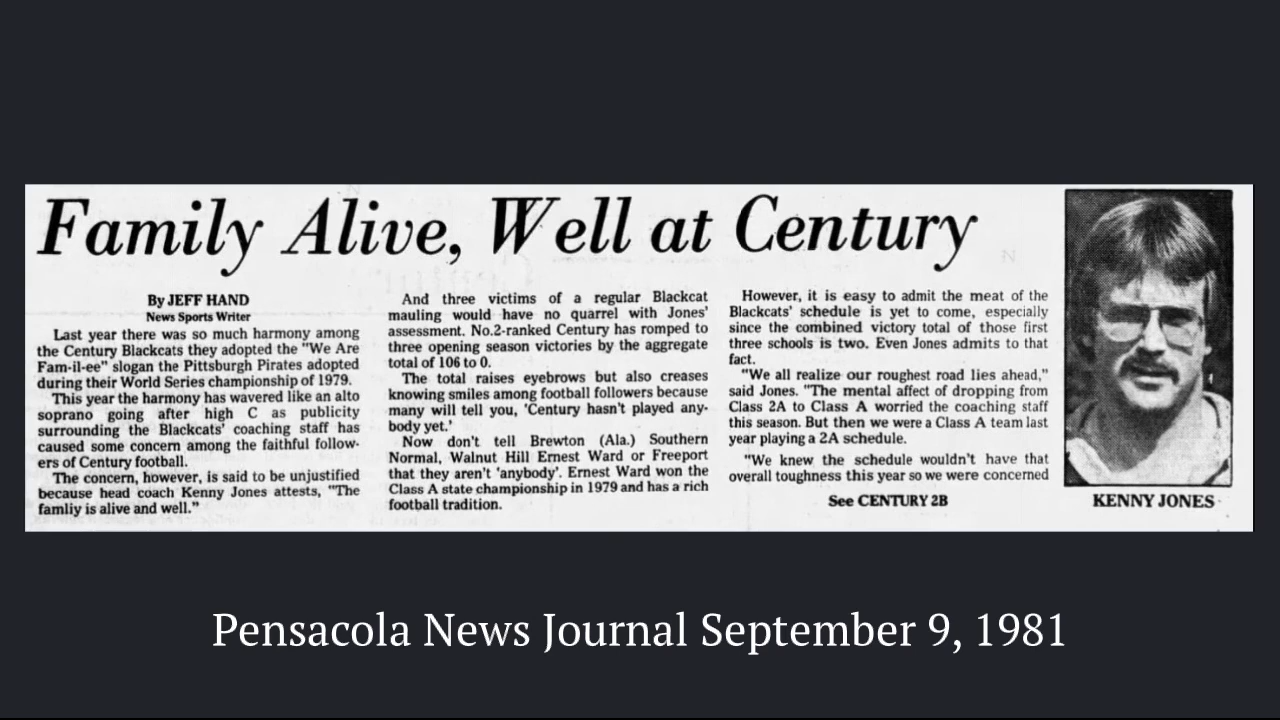 Family Alive, Well at Century
By JEFF HAND
News Sports Writer
Last year there was so much harmony among
the Century Blackcats they adopted the "We Are
Fam-il-ee" slogan the Pittsburgh Pirates adopted
during their World Series championship of 1979.
This year the harmony has wavered like an alto
soprano going after high C as publicity
surrounding the Blackcats' coaching staff has
caused some concern among the faithful follow-
ers of Century football.
The concern, however, is said to be unjustified
because head coach Kenny Jones attests, "The
famliy is alive and well."
And three victims of a regular Blackcat
mauling would have no quarrel with Jones'
assessment. No.2-ranked Century has romped to
three opening season victories by the aggregate
total of 106 to 0.
The total raises eyebrows but also creases
knowing smiles among football followers because
many will tell you, 'Century hasn't played any-
body yet.'
Now don't tell Brewton (Ala.) Southern
Normal, Walnut Hill Ernest Ward or Freeport
that they aren't 'anybody'. Ernest Ward won the
Class A state championship in 1979 and has a rich
football tradition.
However, it is easy to admit the meat of the
Blackcats' schedule is yet to come, especially
since the combined victory total of those first
three schools is two. Even Jones admits to that
fact.
"We all realize our roughest road lies ahead,"
said Jones. "The mental affect of dropping from
Class 2A to Class A worried the coaching staff
this season. But then we were a Class A team last
year playing a 2A schedule.
"We knew the schedule wouldn't have that
overall toughness this year so we were concerned
See CENTURY 2B
KENNY JONES
Pensacola News Journal September 9, 1981